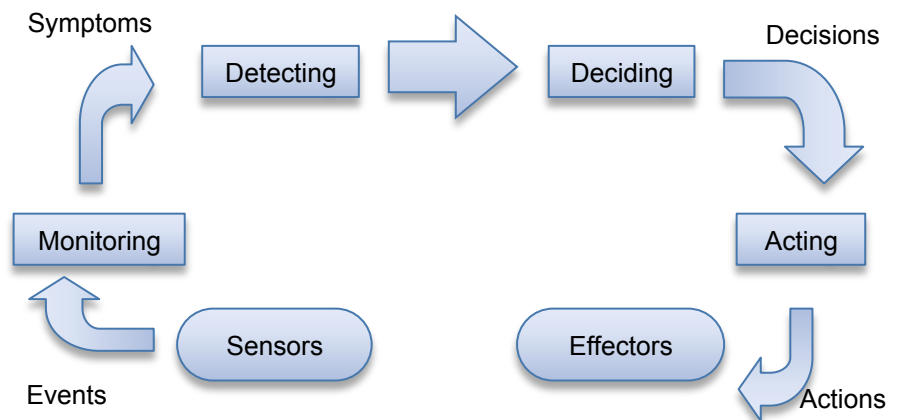 Symptoms
Detecting
Deciding
Decisions
Monitoring
Acting
Sensors
Effectors
Events
Actions